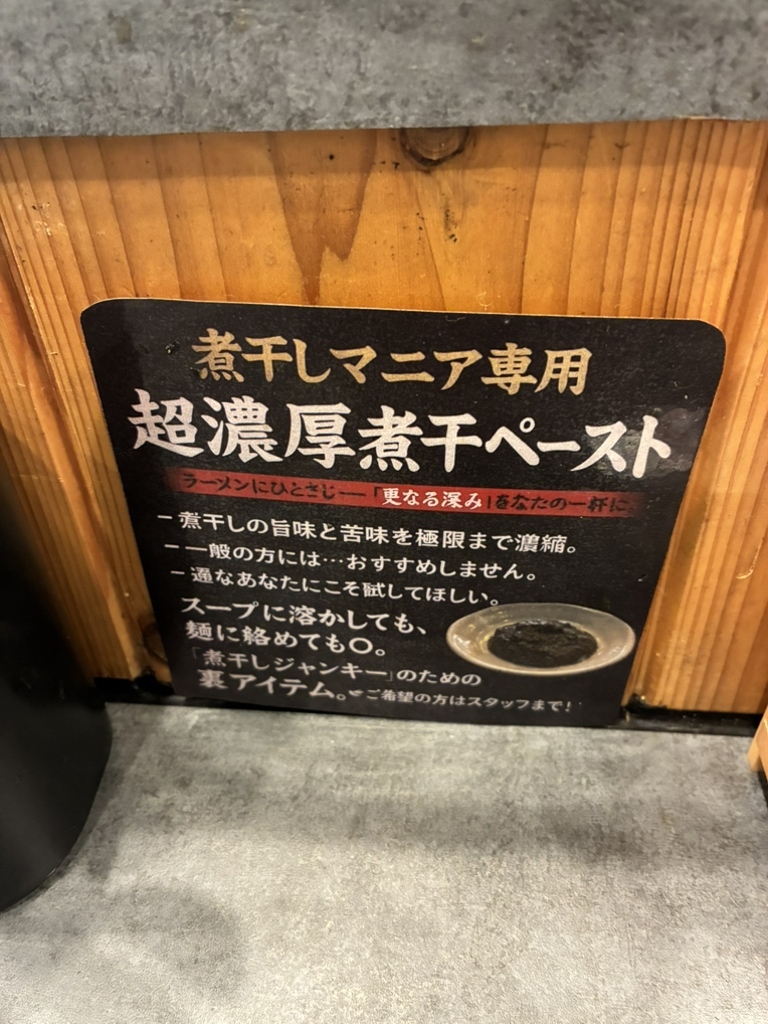 煮干しマニア専用
超濃厚煮干ペースト
ラーメンにひとさじ──「更なる深み」をあなたの一杯に。
− 煮干しの旨味と苦味を極限まで濃縮。
− 一般の方には…おすすめしません。
− 通なあなたにこそ試してほしい。
スープに溶かしても、
麺に絡めても〇。
「煮干しジャンキー」のための
裏アイテム。☜ご希望の方はスタッフまで!